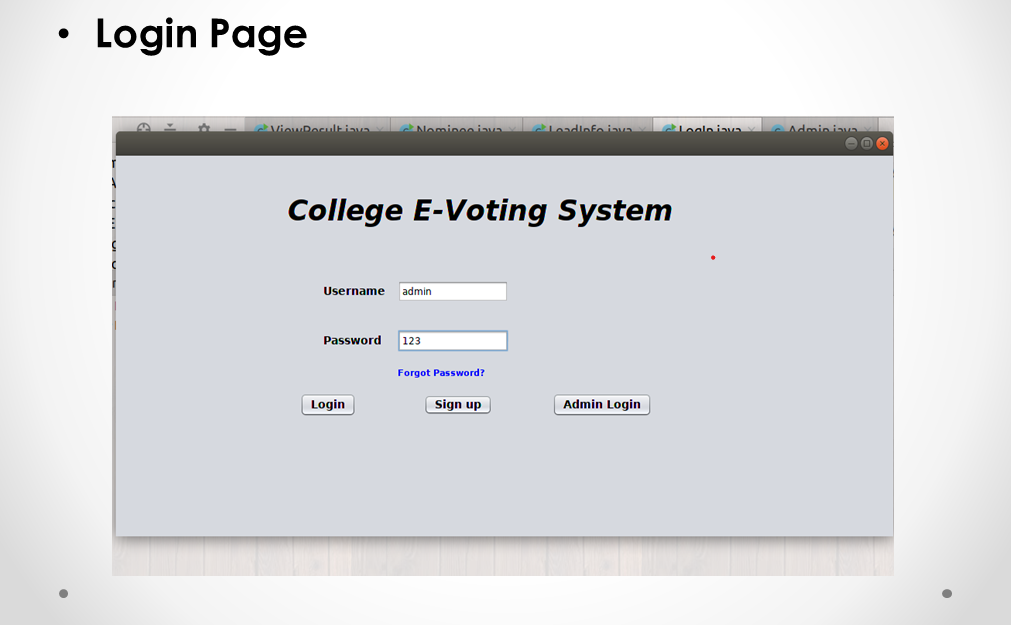 • Login Page
ViewResult.java Nominee.java LeadInfo.java LogIn.java Admin.java
College E-Voting System
Username admin
Password 123
Forgot Password?
Login Sign up Admin Login